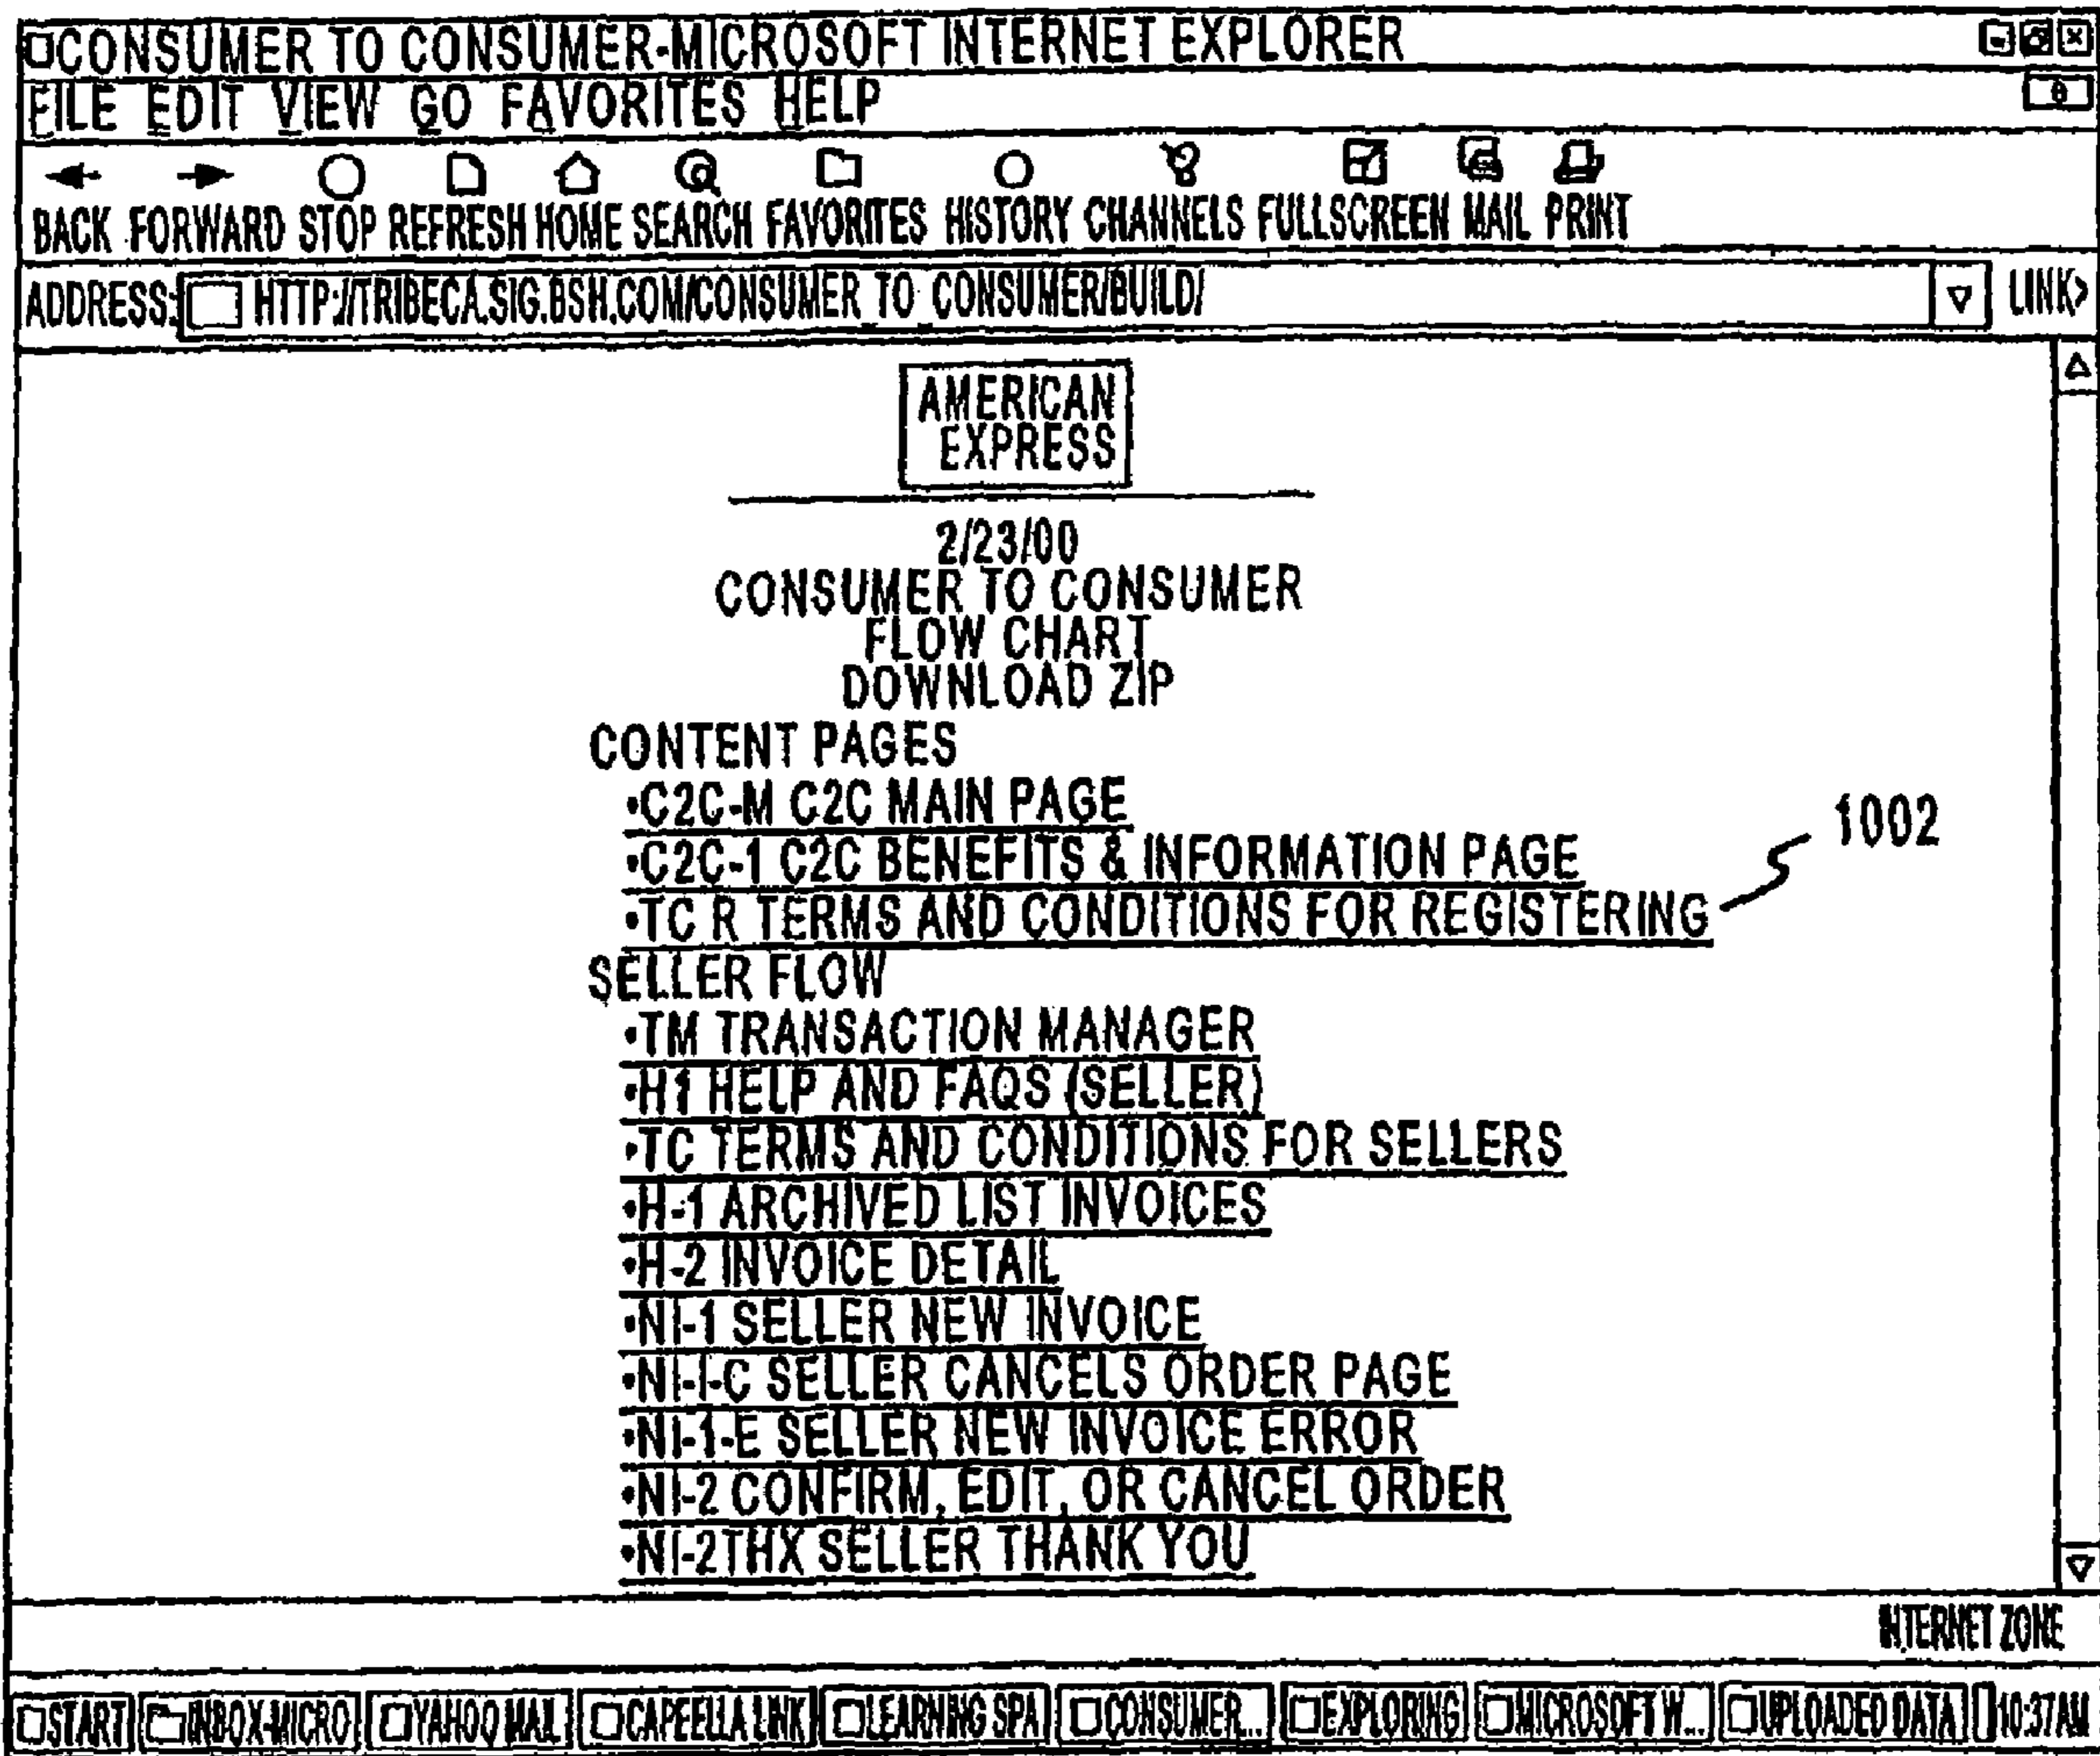 CONSUMER TO CONSUMER-MICROSOFT INTERNET EXPLORER
FILE EDIT VIEW GO FAVORITES HELP
BACK FORWARD STOP REFRESH HOME SEARCH FAVORITES HISTORY CHANNELS FULLSCREEN MAIL PRINT
ADDRESS: HTTP://TRIBECA.SIG.BSH.COM/CONSUMER TO CONSUMER/BUILD/ LINK>
AMERICAN
EXPRESS
2/23/00
CONSUMER TO CONSUMER
FLOW CHART
DOWNLOAD ZIP
CONTENT PAGES
•C2C-M C2C MAIN PAGE
1002
•C2C-1 C2C BENEFITS & INFORMATION PAGE
•TC R TERMS AND CONDITIONS FOR REGISTERING
SELLER FLOW
•TM TRANSACTION MANAGER
•H1 HELP AND FAQS (SELLER)
•TC TERMS AND CONDITIONS FOR SELLERS
•H-1 ARCHIVED LIST INVOICES
•H-2 INVOICE DETAIL
•NI-1 SELLER NEW INVOICE
•NI-I-C SELLER CANCELS ORDER PAGE
•NI-1-E SELLER NEW INVOICE ERROR
•NI-2 CONFIRM, EDIT, OR CANCEL ORDER
•NI-2THX SELLER THANK YOU
INTERNET ZONE
START INBOX-MICRO YAHOO MAIL CAPEELLA LINK LEARNING SPA CONSUMER... EXPLORING MICROSOFT W... UPLOADED DATA 10:37AM